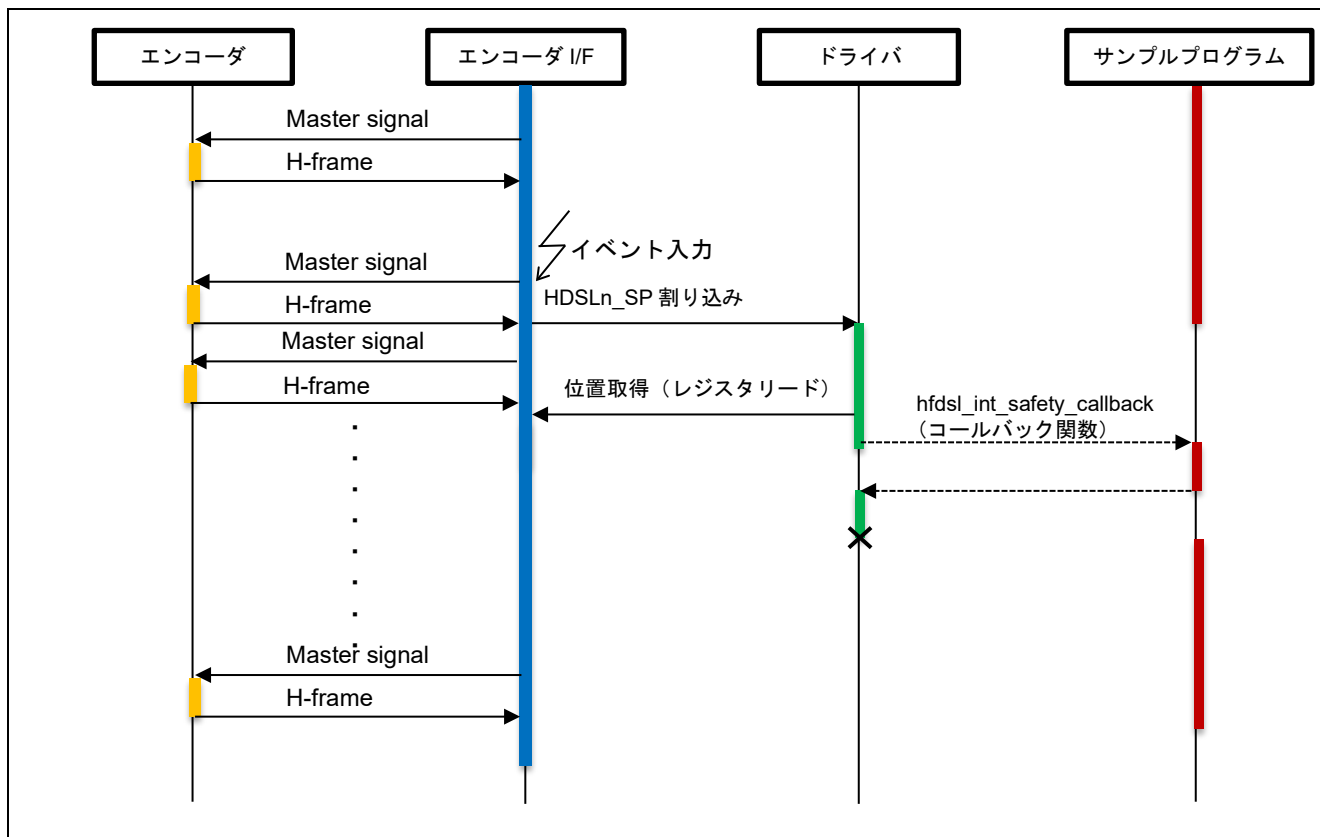 エンコーダ
エンコーダ I/F
ドライバ
サンプルプログラム
Master signal
H-frame
イベント入力
Master signal
HDSLn_SP 割り込み
H-frame
Master signal
H-frame
位置取得（レジスタリード）
hfdsl_int_safety_callback
（コールバック関数）
Master signal
H-frame